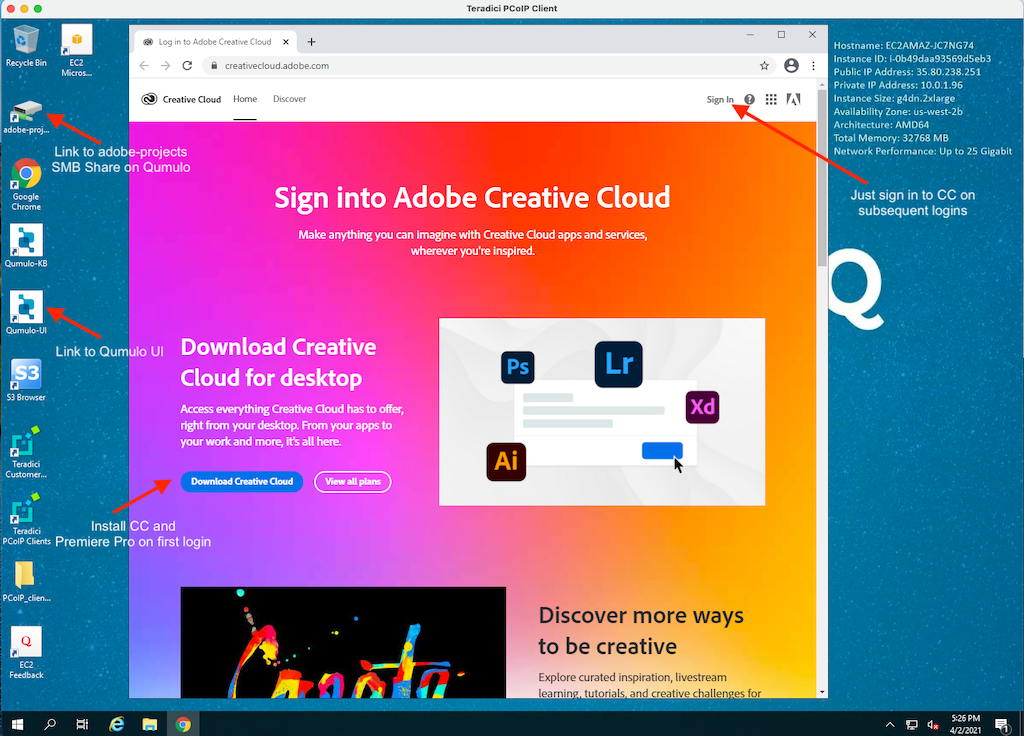 Teradici PCoIP Client
Recycle Bin
EC2
Micros...
adobe-proj...
Link to adobe-projects
SMB Share on Qumulo
Google
Chrome
Qumulo-KB
Qumulo-UI
Link to Qumulo UI
S3
S3 Browser
Teradici
Customer...
Teradici
PCoIP Clients
Install CC and
Premiere Pro on first login
PCoIP_clien...
Q
EC2
Feedback
Log in to Adobe Creative Cloud
creativecloud.adobe.com
Creative Cloud
Home
Discover
Sign In
Sign into Adobe Creative Cloud
Make anything you can imagine with Creative Cloud apps and services,
wherever you're inspired.
Download Creative
Cloud for desktop
Access everything Creative Cloud has to offer,
right from your desktop. From your apps to
your work and more, it's all here.
Download Creative Cloud
View all plans
Ps
Lr
Xd
Ai
Discover more ways
to be creative
Explore curated inspiration, livestream
learning, tutorials, and creative challenges for
Hostname: EC2AMAZ-JC7NG74
Instance ID: i-0b49daa93569d5eb3
Public IP Address: 35.80.238.251
Private IP Address: 10.0.1.96
Instance Size: g4dn.2xlarge
Availability Zone: us-west-2b
Architecture: AMD64
Total Memory: 32768 MB
Network Performance: Up to 25 Gigabit
Just sign in to CC on
subsequent logins
Q
5:26 PM
4/2/2021
1